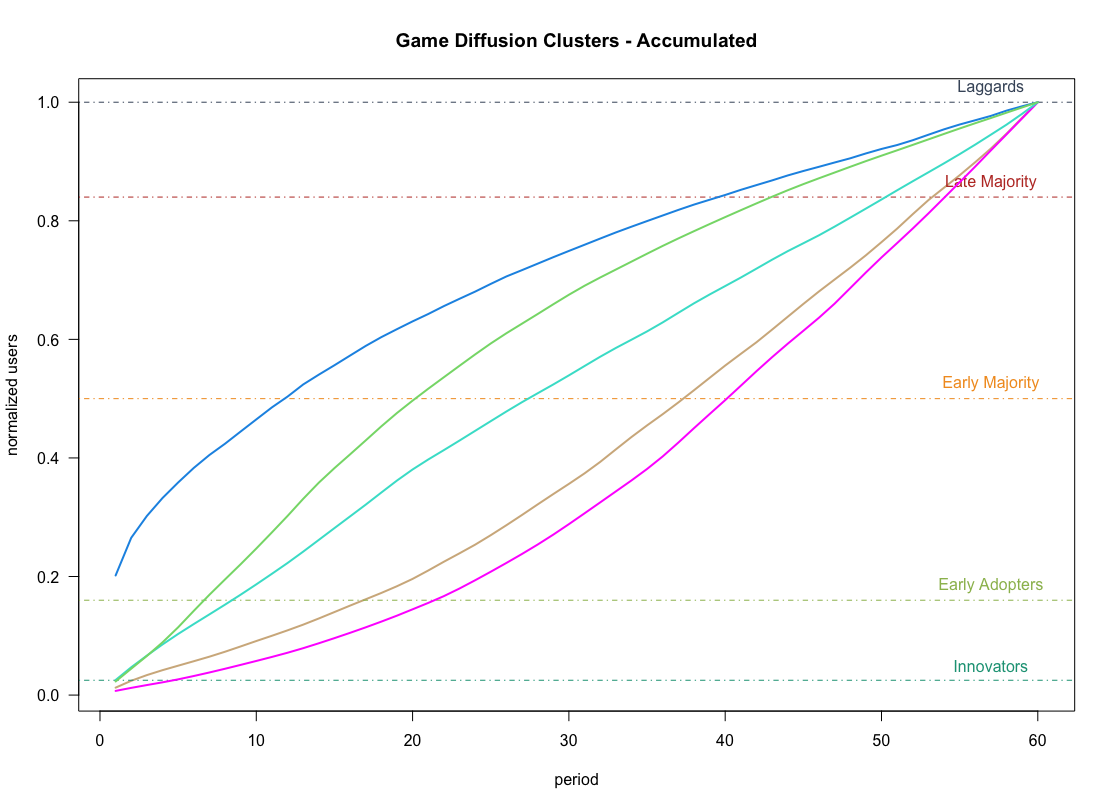 Game Diffusion Clusters - Accumulated
Laggards
1.0
Late Majority
0.8
0.6
Early Majority
0.4
Early Adopters
0.2
Innovators
0.0
normalized users
0 10 20 30 40 50 60
period